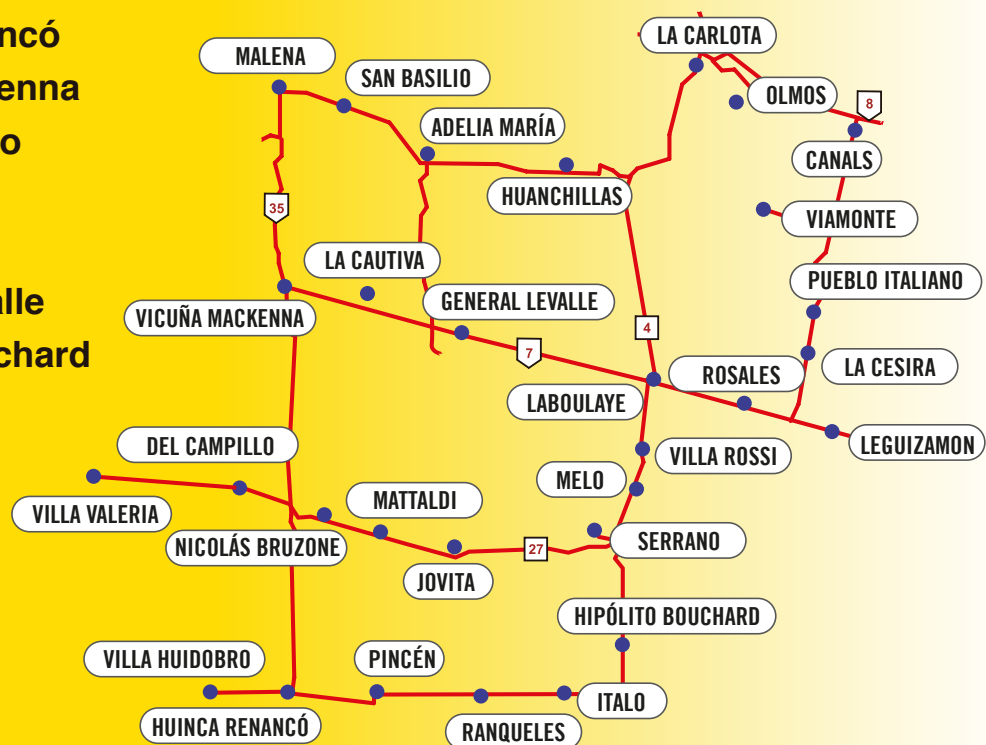 ncó
enna
o
alle
chard
LA CARLOTA
MALENA
SAN BASILIO
OLMOS
8
ADELIA MARÍA
CANALS
HUANCHILLAS
35
VIAMONTE
LA CAUTIVA
PUEBLO ITALIANO
GENERAL LEVALLE
VICUÑA MACKENNA
4
7
LA CESIRA
ROSALES
LABOULAYE
LEGUIZAMON
DEL CAMPILLO
VILLA ROSSI
MELO
MATTALDI
VILLA VALERIA
SERRANO
NICOLÁS BRUZONE
27
JOVITA
HIPÓLITO BOUCHARD
VILLA HUIDOBRO
PINCÉN
ITALO
HUINCA RENANCÓ
RANQUELES